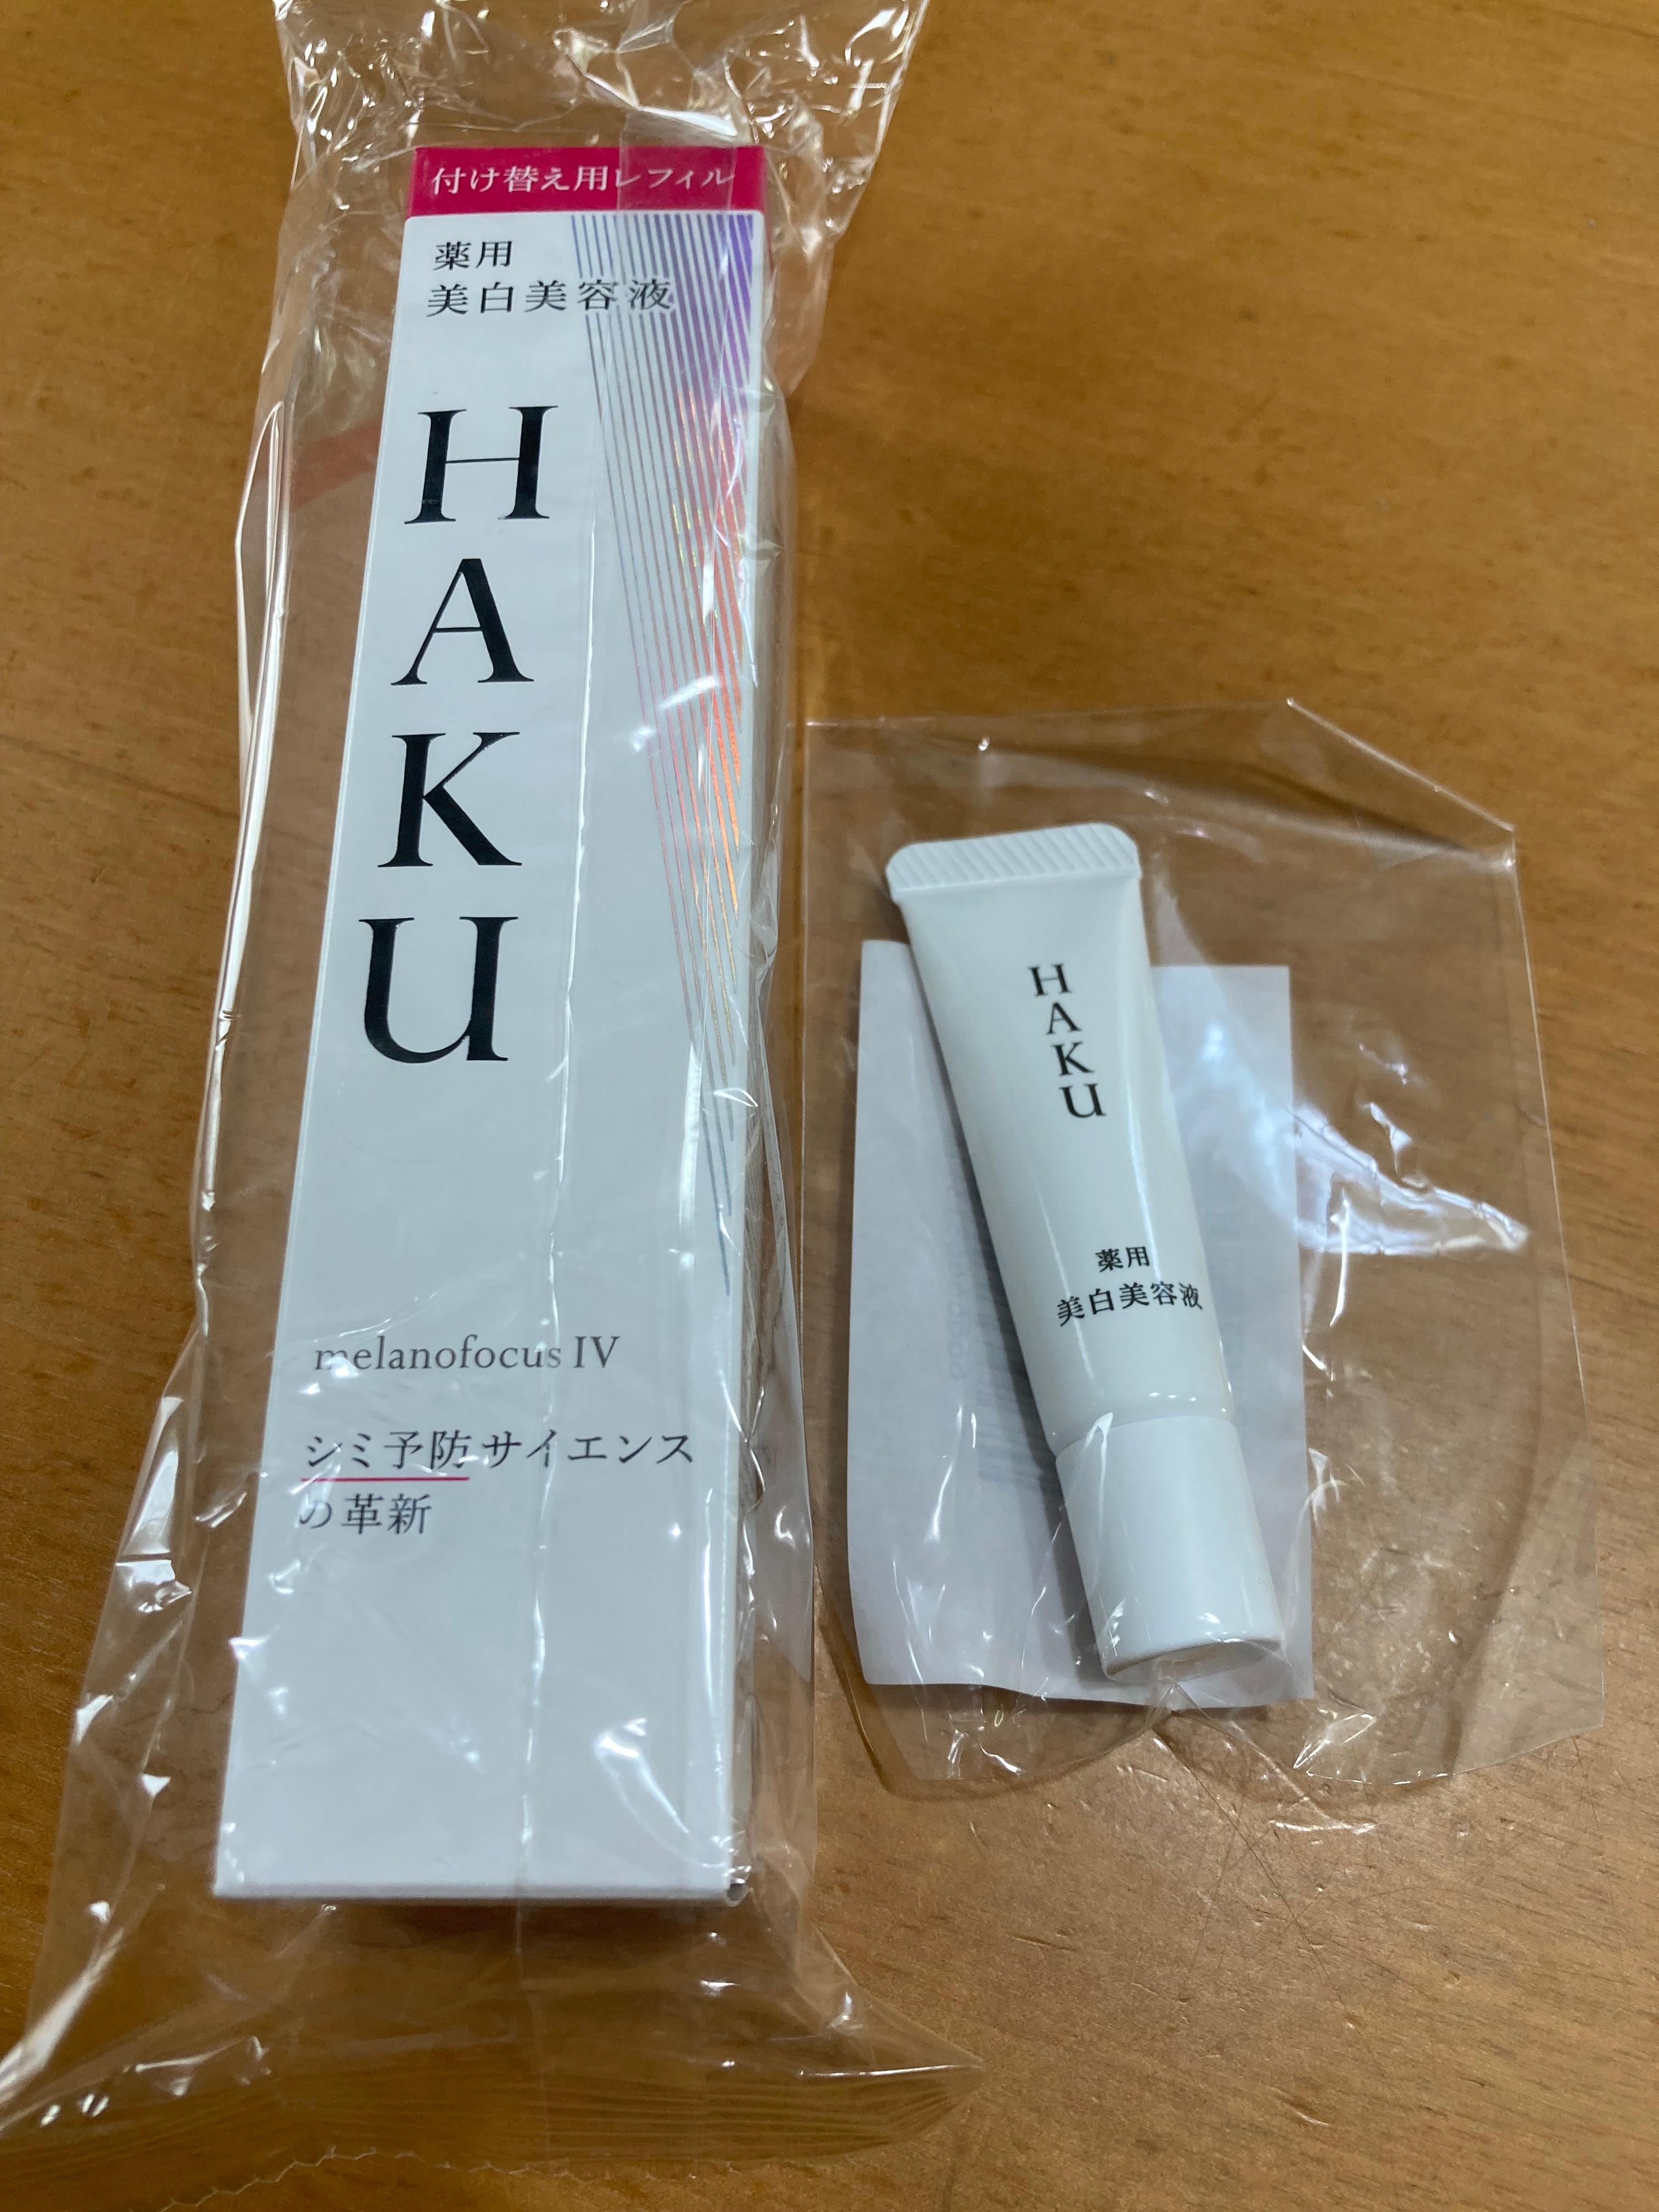 付け替え用レフィル
薬用
美白美容液
HAKU
melanofocus IV
シミ予防サイエンス
の革新
HAKU
薬用
美白美容液